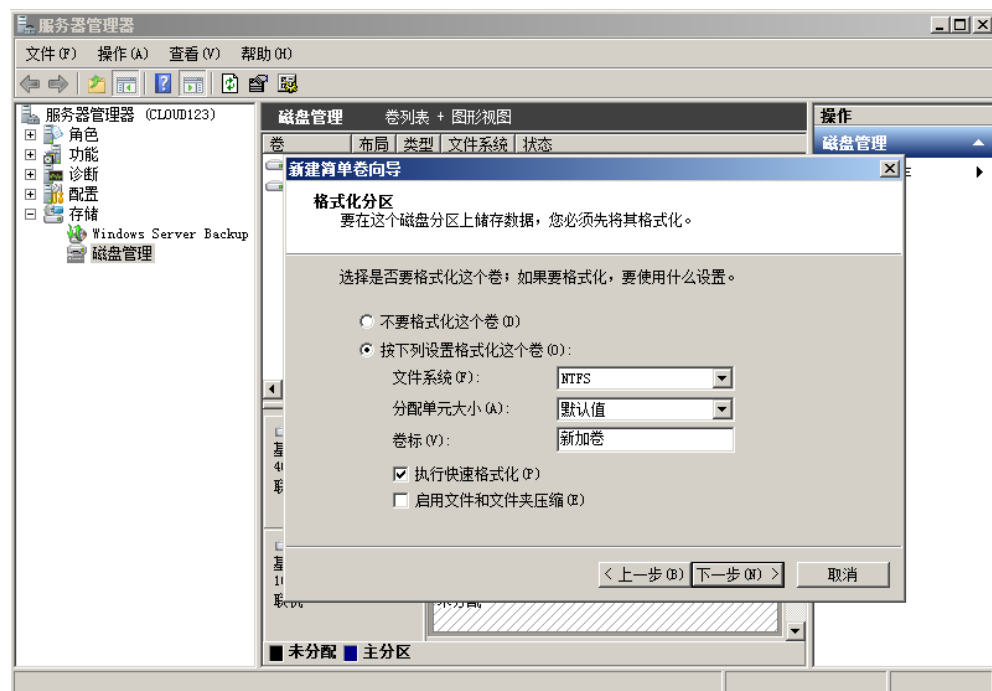 服务器管理器
文件(F) 操作(A) 查看(V) 帮助(H)
服务器管理器 (CLOUD123)
角色
功能
诊断
配置
存储
Windows Server Backup
磁盘管理
磁盘管理 卷列表 + 图形视图
卷 布局 类型 文件系统 状态
操作
磁盘管理
新建简单卷向导
格式化分区
要在这个磁盘分区上储存数据，您必须先将其格式化。
选择是否要格式化这个卷；如果要格式化，要使用什么设置。
不要格式化这个卷(D)
按下列设置格式化这个卷(O):
文件系统(F): NTFS
分配单元大小(A): 默认值
卷标(V): 新加卷
执行快速格式化(P)
启用文件和文件夹压缩(E)
< 上一步(B) 下一步(N) > 取消
未分配 主分区